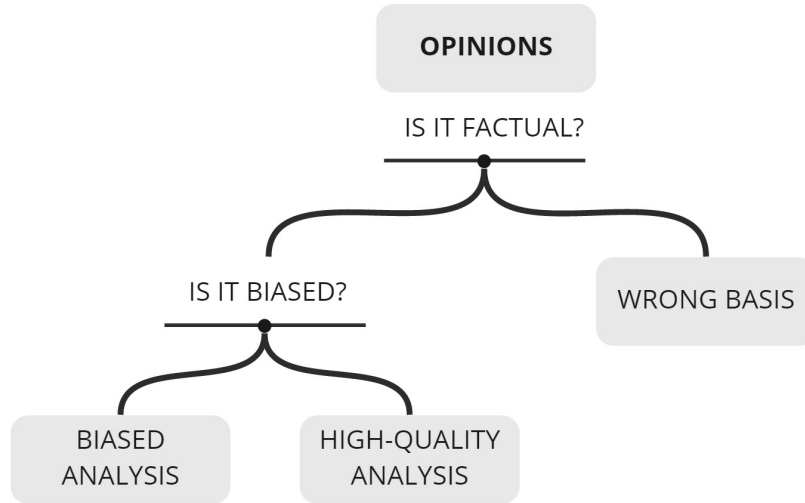 OPINIONS
IS IT FACTUAL?
IS IT BIASED?
WRONG BASIS
BIASED
ANALYSIS
HIGH-QUALITY
ANALYSIS